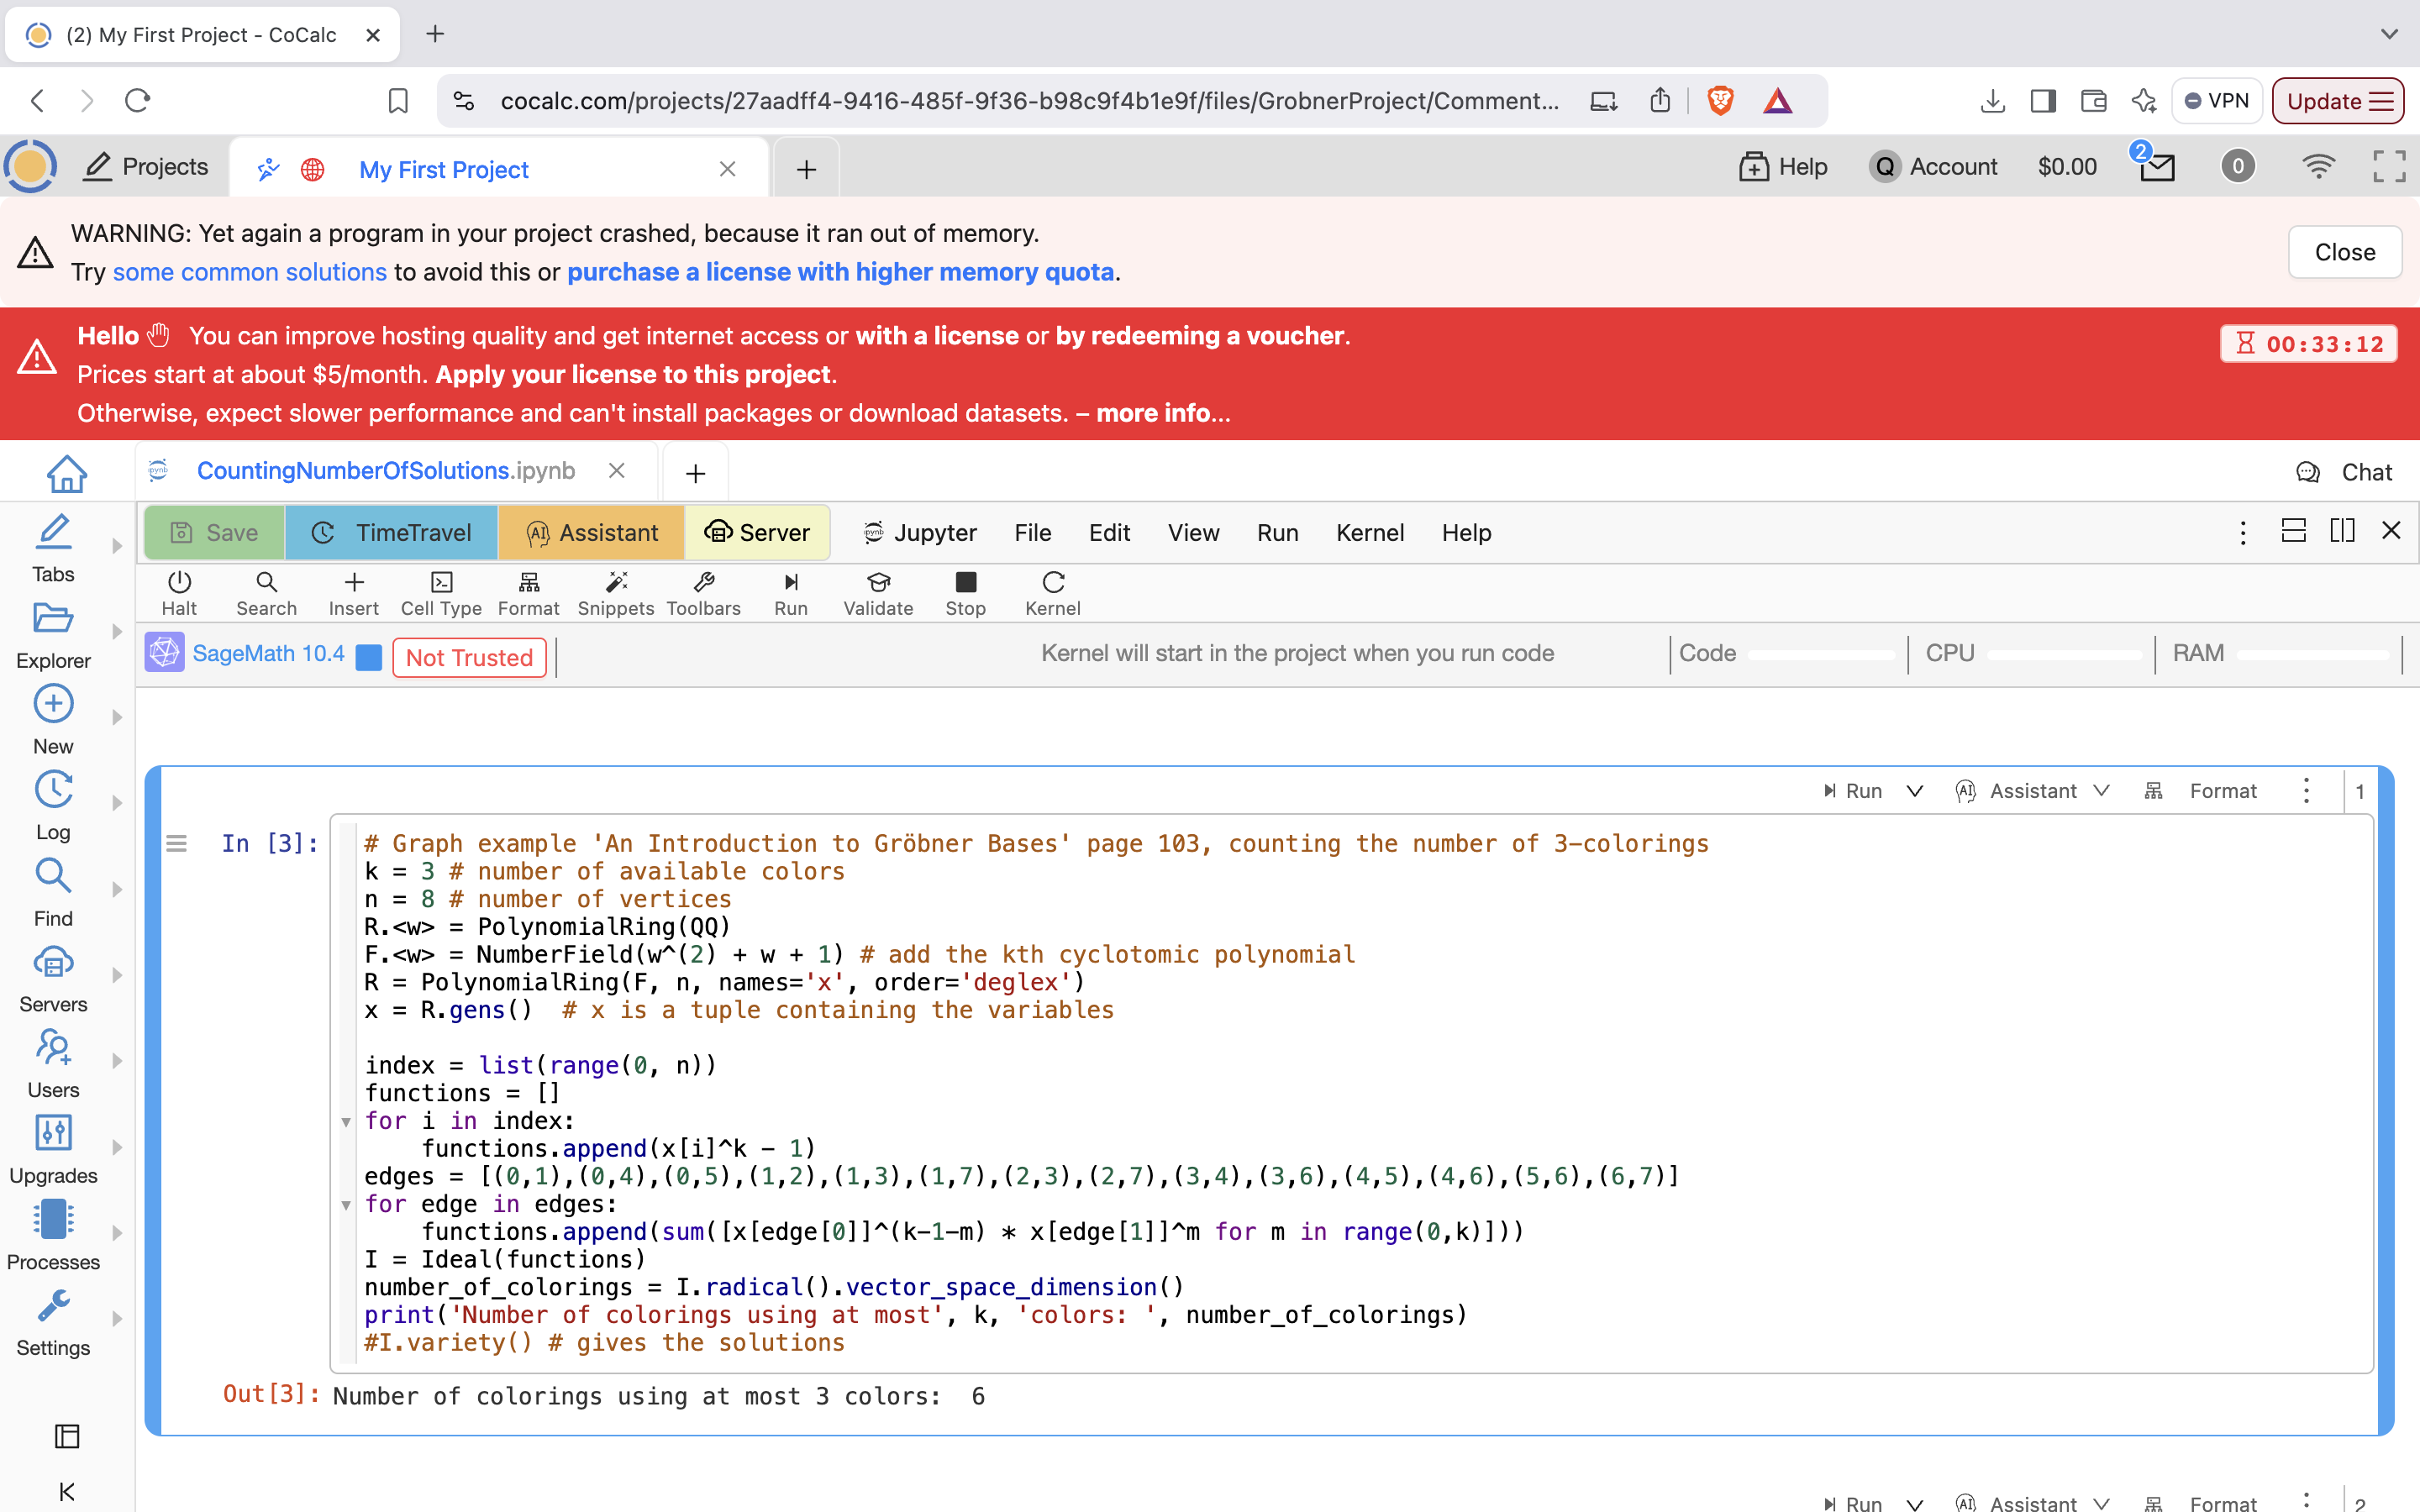 (2) My First Project - CoCalc
cocalc.com/projects/27aadff4-9416-485f-9f36-b98c9f4b1e9f/files/GrobnerProject/Comment...
VPN
Update
Projects
My First Project
Help
Q Account
$0.00
2
0
WARNING: Yet again a program in your project crashed, because it ran out of memory.
Try some common solutions to avoid this or purchase a license with higher memory quota.
Close
Hello You can improve hosting quality and get internet access or with a license or by redeeming a voucher.
Prices start at about $5/month. Apply your license to this project.
Otherwise, expect slower performance and can't install packages or download datasets. – more info...
00:33:12
CountingNumberOfSolutions.ipynb
Chat
Save
TimeTravel
Assistant
Server
Jupyter
File
Edit
View
Run
Kernel
Help
Halt
Search
Insert
Cell Type
Format
Snippets
Toolbars
Run
Validate
Stop
Kernel
SageMath 10.4
Not Trusted
Kernel will start in the project when you run code
Code
CPU
RAM
Tabs
Explorer
New
Log
Find
Servers
Users
Upgrades
Processes
Settings
Run
Assistant
Format
1
In [3]:
# Graph example 'An Introduction to Gröbner Bases' page 103, counting the number of 3-colorings
k = 3 # number of available colors
n = 8 # number of vertices
R.<w> = PolynomialRing(QQ)
F.<w> = NumberField(w^(2) + w + 1) # add the kth cyclotomic polynomial
R = PolynomialRing(F, n, names='x', order='deglex')
x = R.gens()  # x is a tuple containing the variables
index = list(range(0, n))
functions = []
for i in index:
    functions.append(x[i]^k - 1)
edges = [(0,1),(0,4),(0,5),(1,2),(1,3),(1,7),(2,3),(2,7),(3,4),(3,6),(4,5),(4,6),(5,6),(6,7)]
for edge in edges:
    functions.append(sum([x[edge[0]]^(k-1-m) * x[edge[1]]^m for m in range(0,k)]))
I = Ideal(functions)
number_of_colorings = I.radical().vector_space_dimension()
print('Number of colorings using at most', k, 'colors: ', number_of_colorings)
#I.variety() # gives the solutions
Out[3]:
Number of colorings using at most 3 colors:  6
Run
Assistant
Format
2